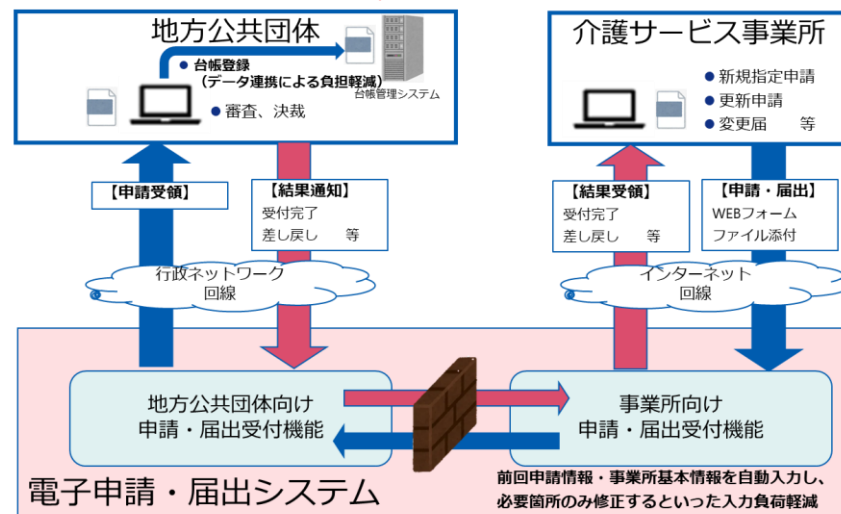 地方公共団体
● 台帳登録
(データ連携による負担軽減)
台帳管理システム
● 審査、決裁
介護サービス事業所
● 新規指定申請
● 更新申請
● 変更届　等
【申請受領】
【結果通知】
受付完了
差し戻し　等
【結果受領】
受付完了
差し戻し　等
【申請・届出】
WEBフォーム
ファイル添付
行政ネットワーク
回線
インターネット
回線
地方公共団体向け
申請・届出受付機能
事業所向け
申請・届出受付機能
電子申請・届出システム
前回申請情報・事業所基本情報を自動入力し、
必要箇所のみ修正するといった入力負荷軽減